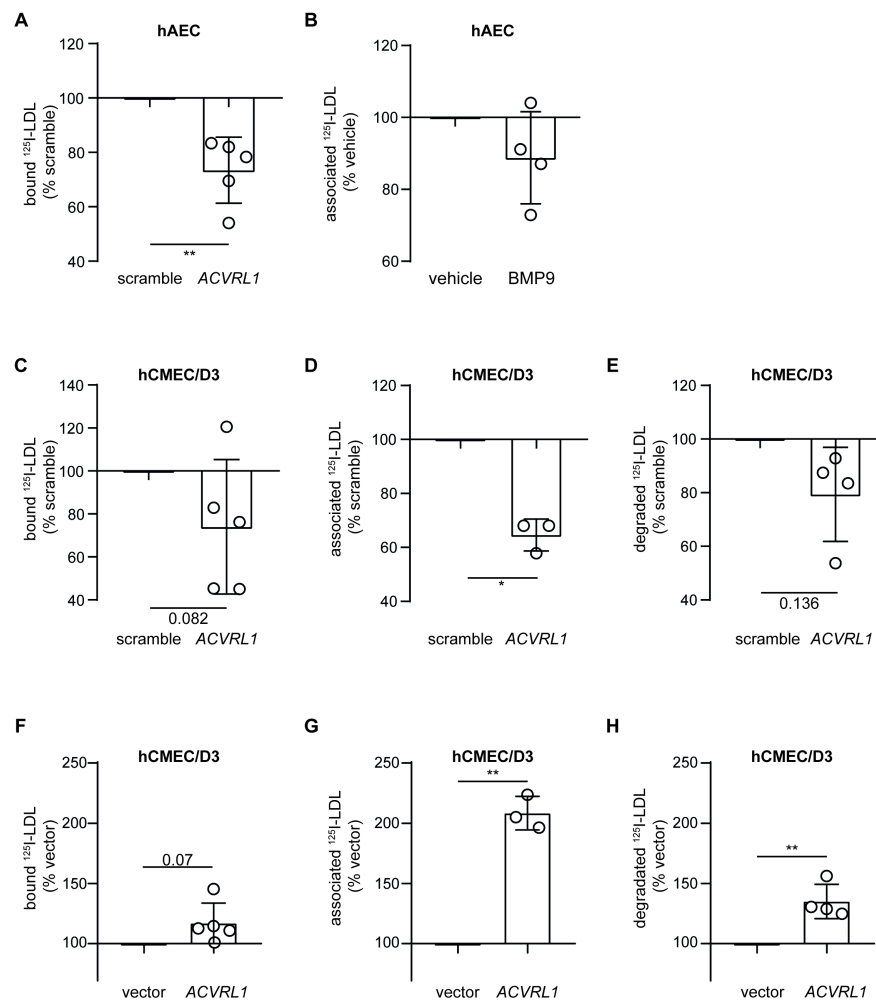 A
hAEC
bound ¹²⁵I-LDL
(% scramble)
120
100
80
60
40
**
scramble ACVRL1
B
hAEC
associated ¹²⁵I-LDL
(% vehicle)
120
100
80
60
vehicle BMP9
C
hCMEC/D3
bound ¹²⁵I-LDL
(% scramble)
140
120
100
80
60
40
0.082
scramble ACVRL1
D
hCMEC/D3
associated ¹²⁵I-LDL
(% scramble)
120
100
80
60
40
*
scramble ACVRL1
E
hCMEC/D3
degraded ¹²⁵I-LDL
(% scramble)
120
100
80
60
40
0.136
scramble ACVRL1
F
hCMEC/D3
bound ¹²⁵I-LDL
(% vector)
250
200
150
100
0.07
vector ACVRL1
G
hCMEC/D3
associated ¹²⁵I-LDL
(% vector)
250
200
150
100
**
vector ACVRL1
H
hCMEC/D3
degradated ¹²⁵I-LDL
(% vector)
250
200
150
100
**
vector ACVRL1